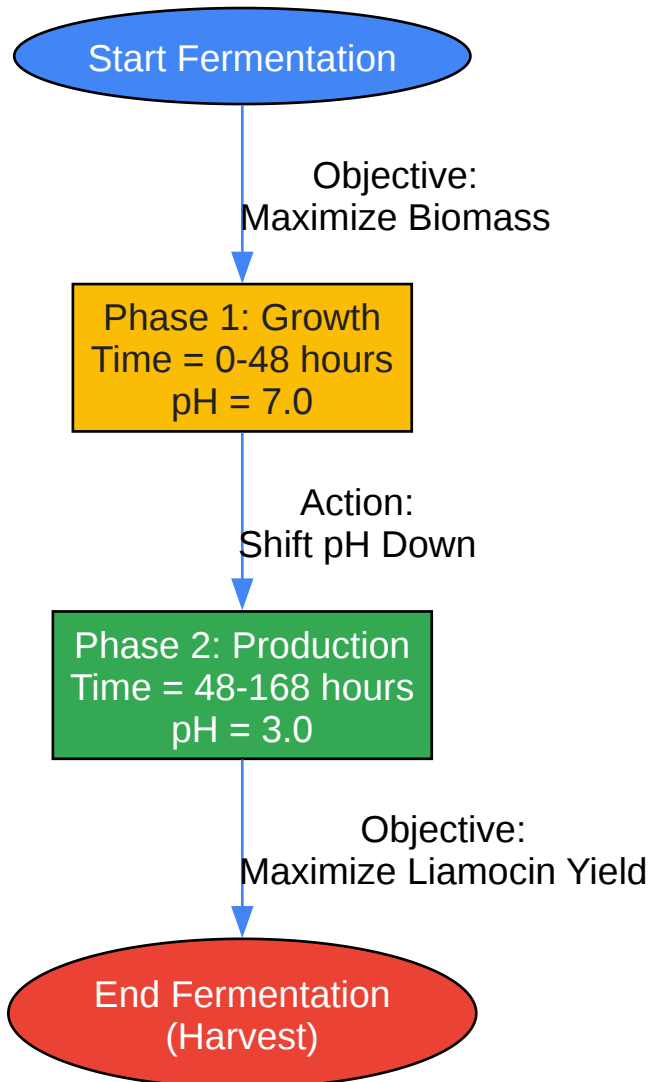 Start Fermentation
Objective:
Maximize Biomass
Phase 1: Growth
Time = 0-48 hours
pH = 7.0
Action:
Shift pH Down
Phase 2: Production
Time = 48-168 hours
pH = 3.0
Objective:
Maximize Liamocin Yield
End Fermentation
(Harvest)